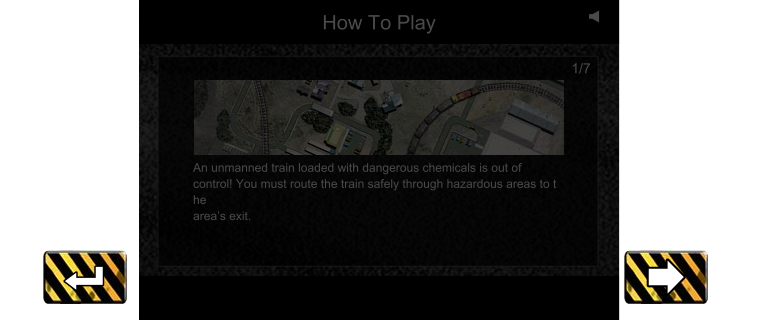 How To Play
1/7
An unmanned train loaded with dangerous chemicals is out of
control! You must route the train safely through hazardous areas to t
he
area's exit.